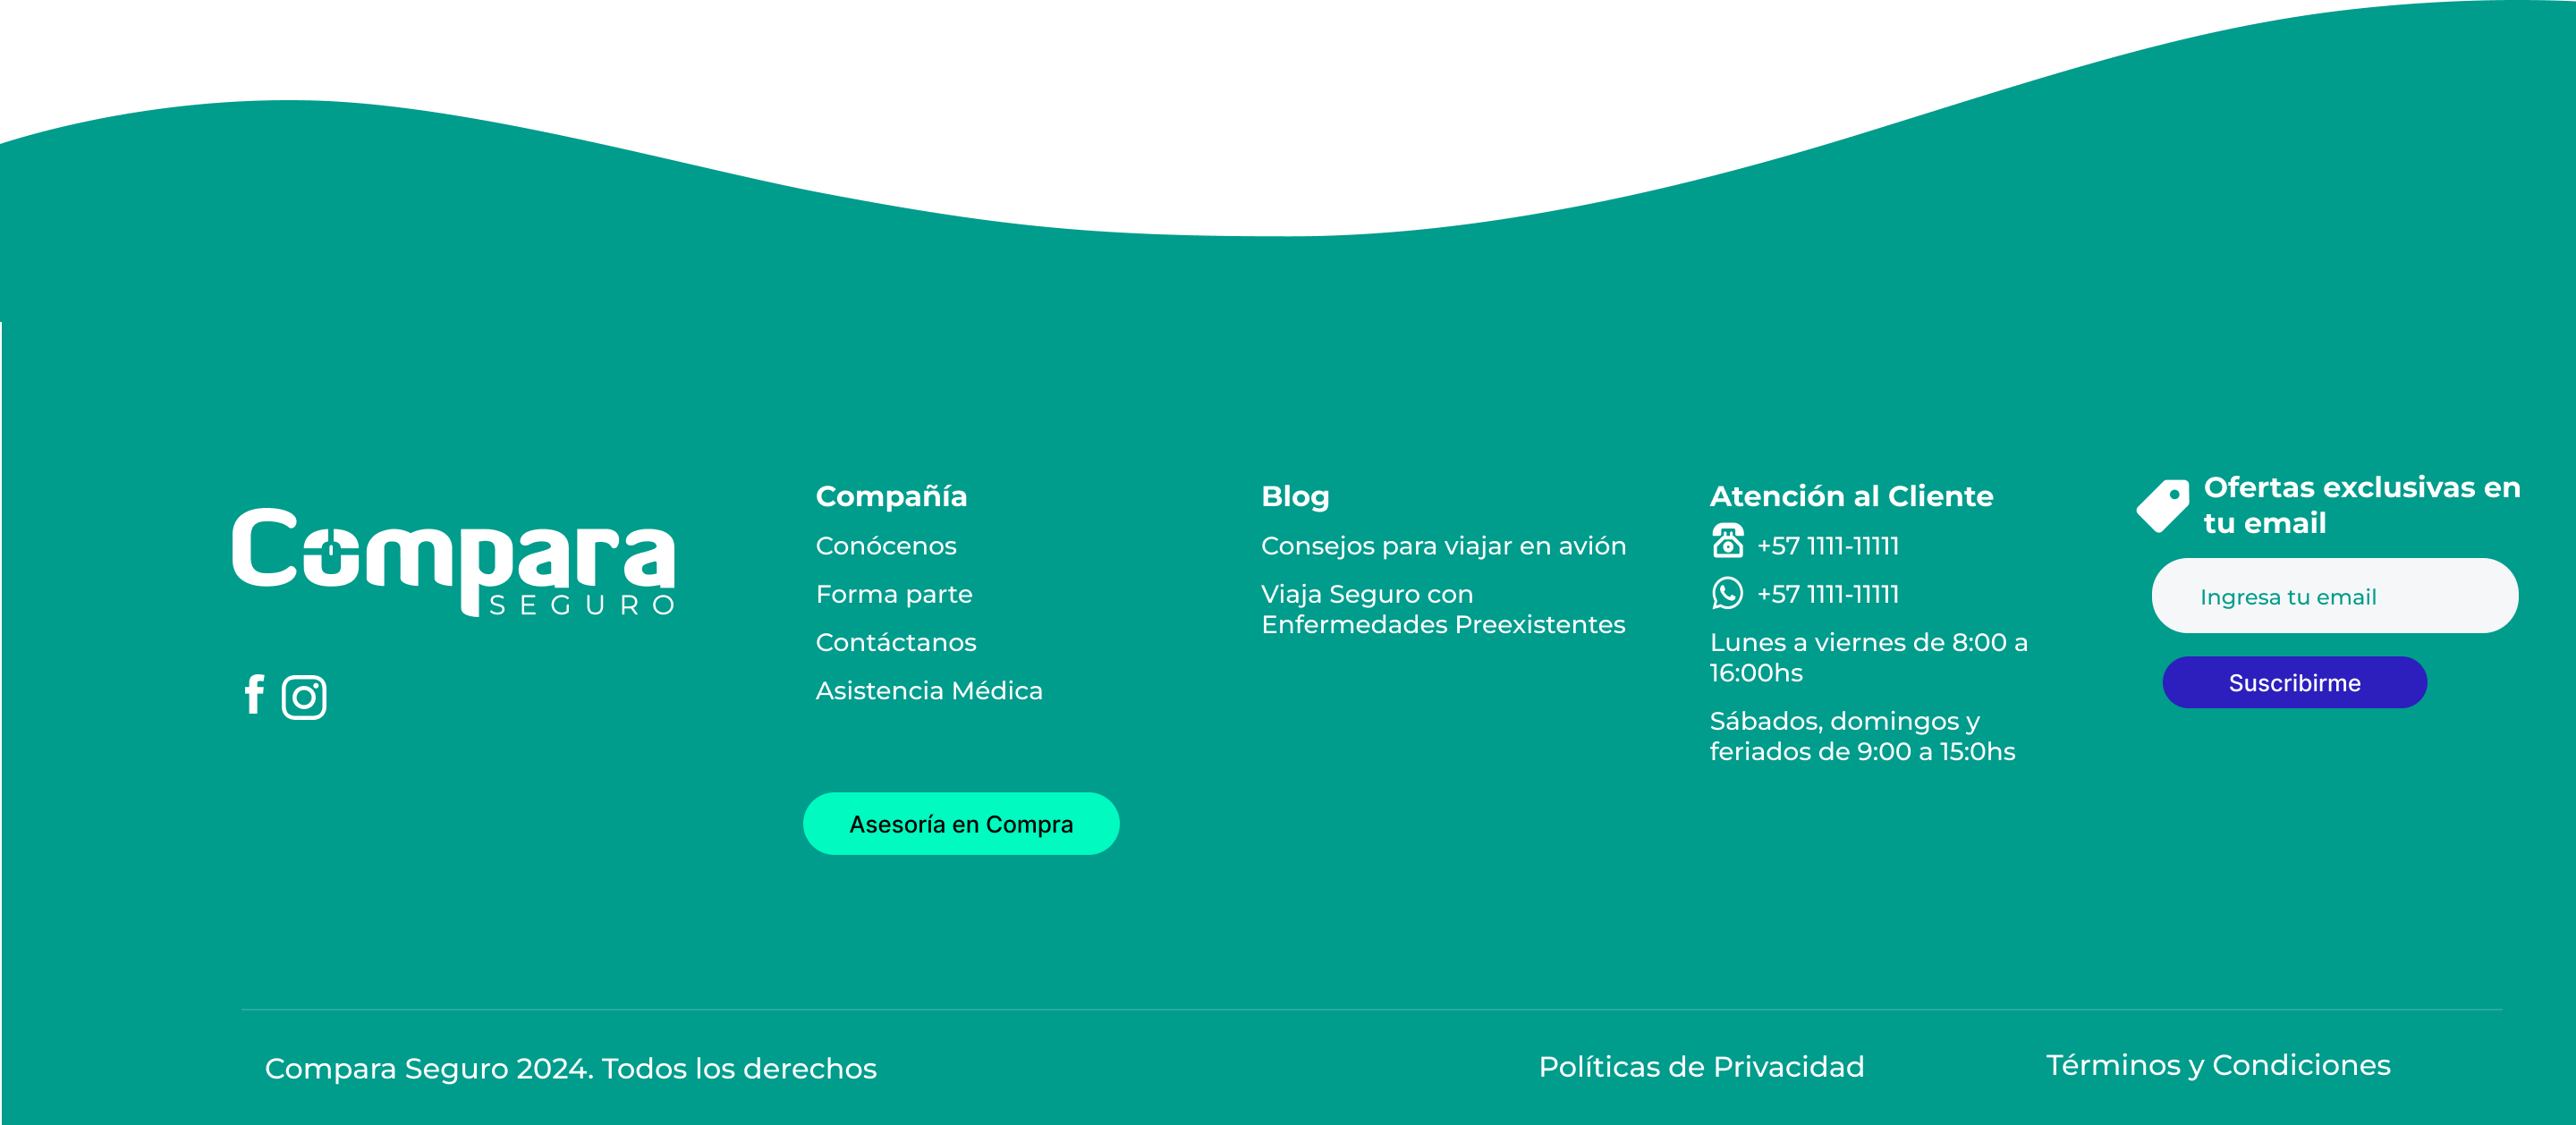 Compara
SEGURO
Compañía
Conócenos
Forma parte
Contáctanos
Asistencia Médica
Asesoría en Compra
Blog
Consejos para viajar en avión
Viaja Seguro con
Enfermedades Preexistentes
Atención al Cliente
+57 1111-11111
+57 1111-11111
Lunes a viernes de 8:00 a
16:00hs
Sábados, domingos y
feriados de 9:00 a 15:0hs
Ofertas exclusivas en
tu email
Ingresa tu email
Suscribirme
Compara Seguro 2024. Todos los derechos
Políticas de Privacidad
Términos y Condiciones